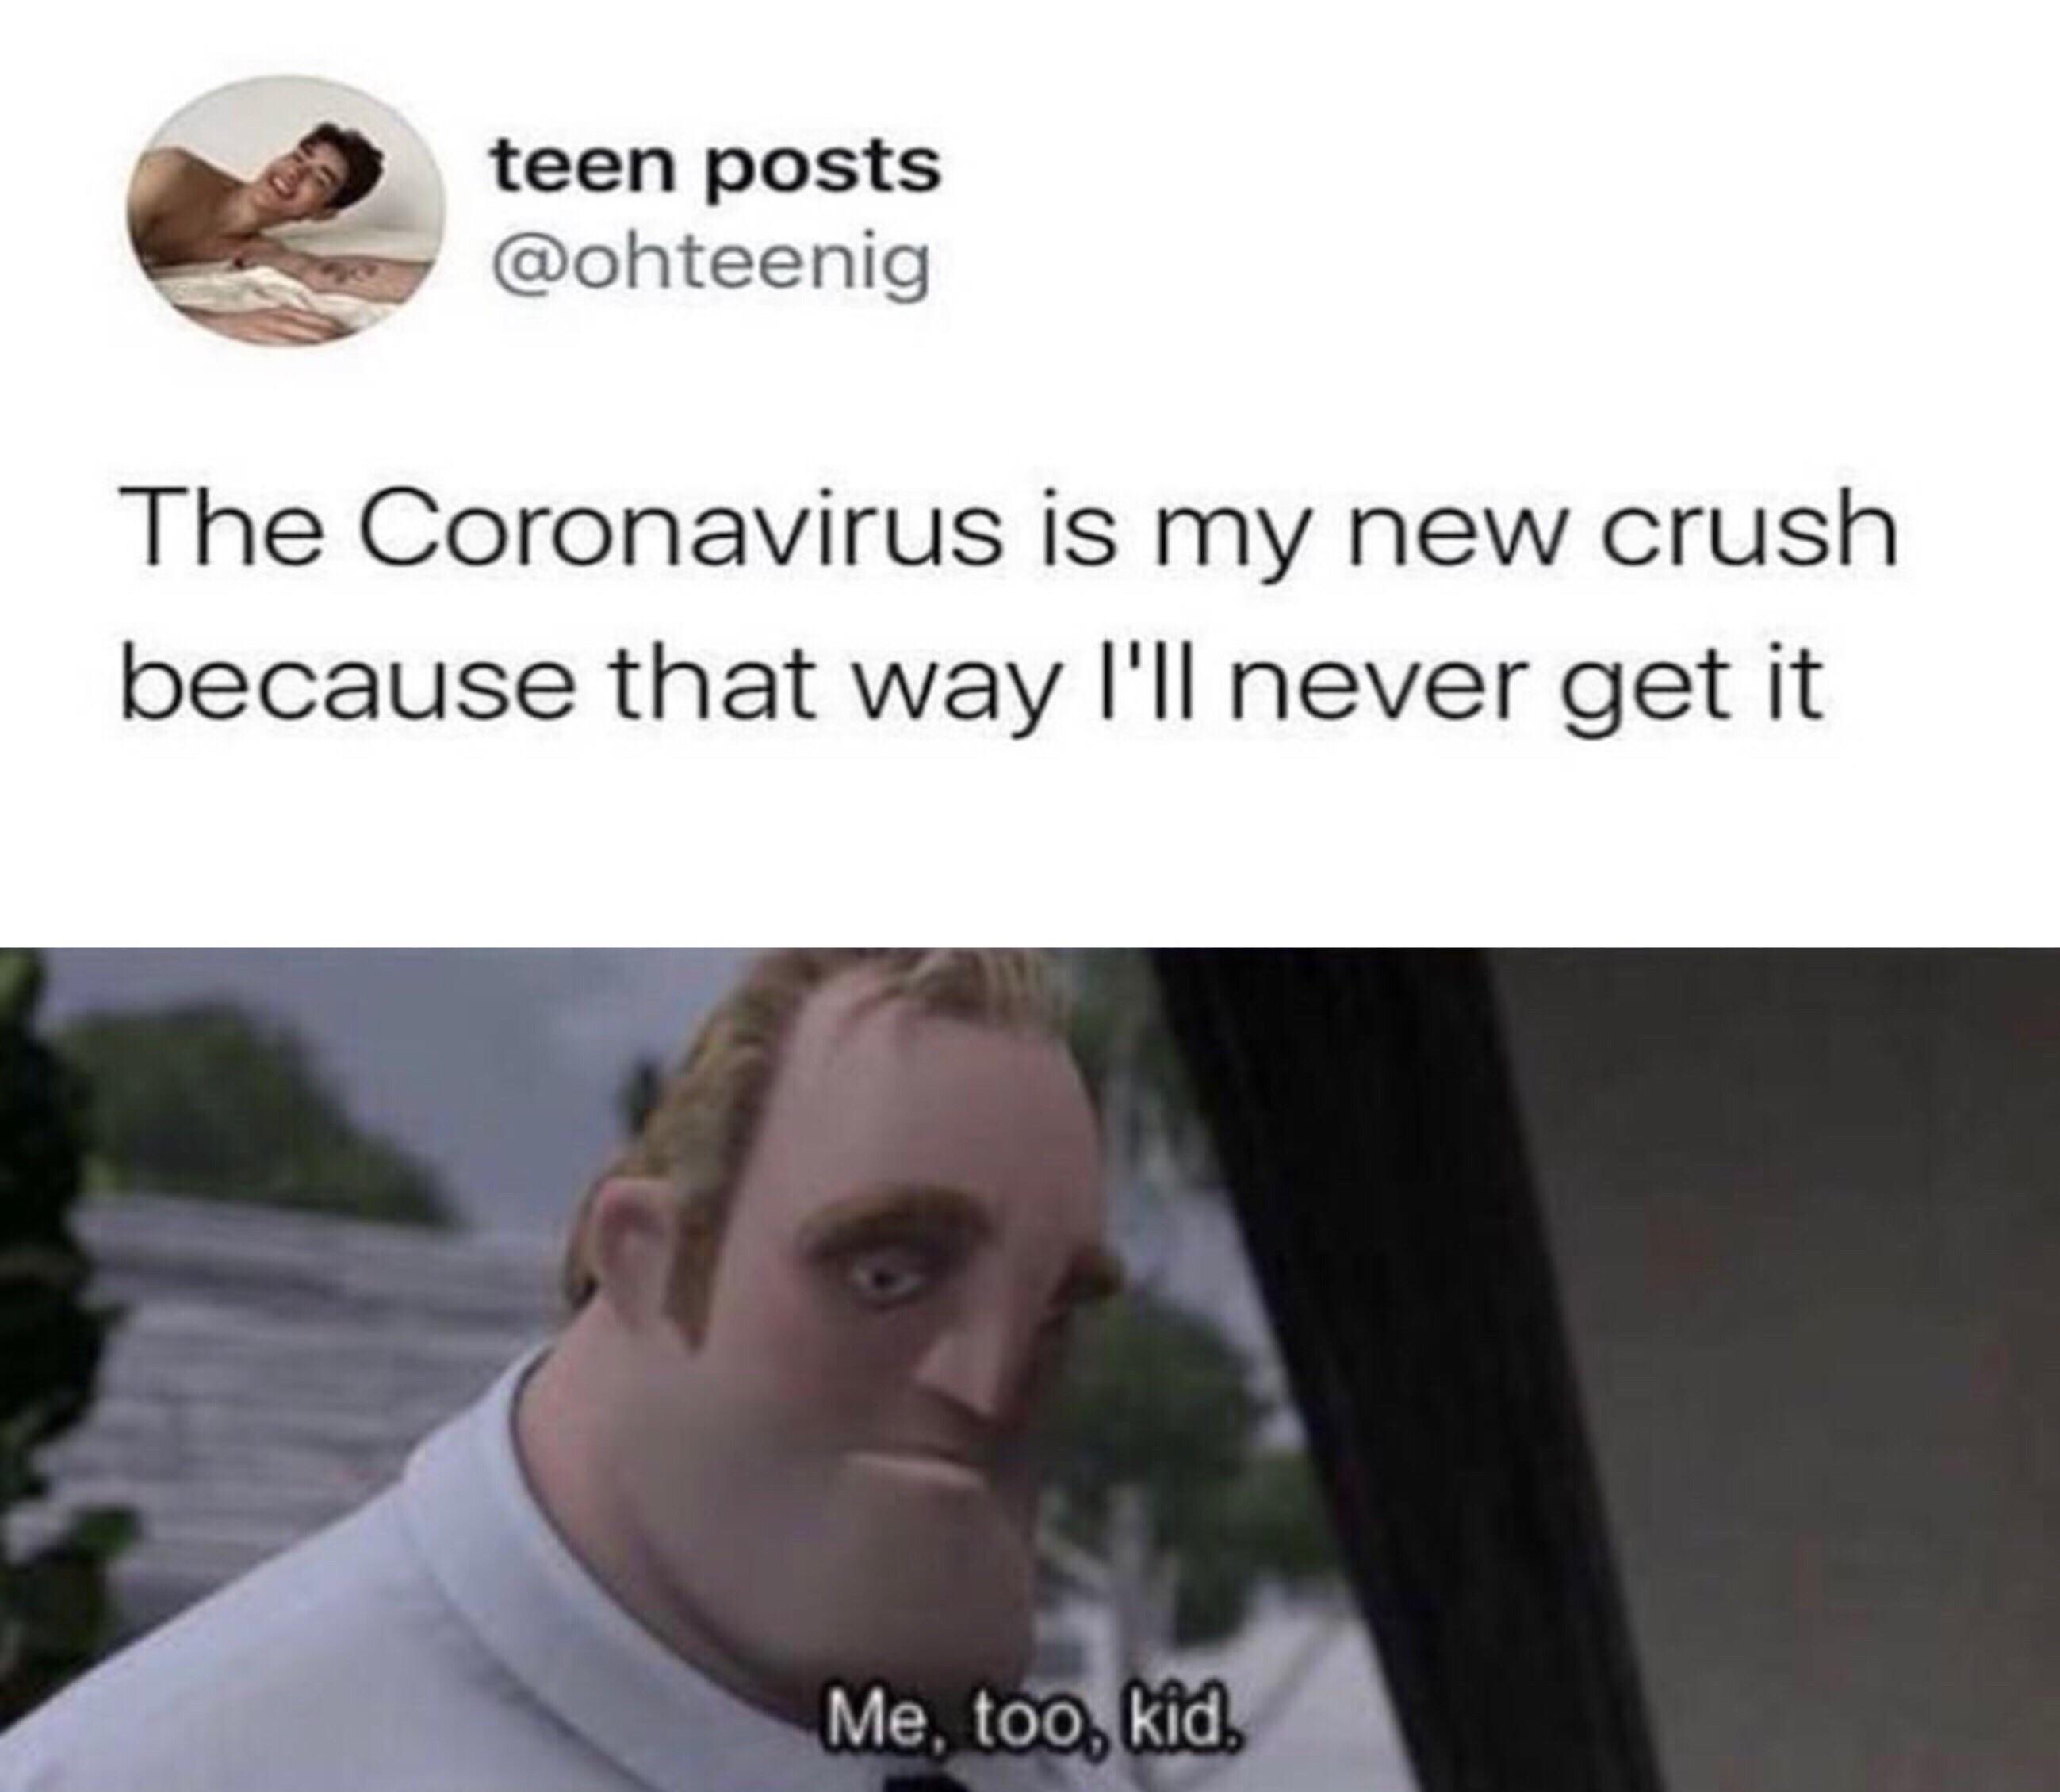 teen posts
@ohteenig
The Coronavirus is my new crush
because that way I'll never get it
Me, too, kid.